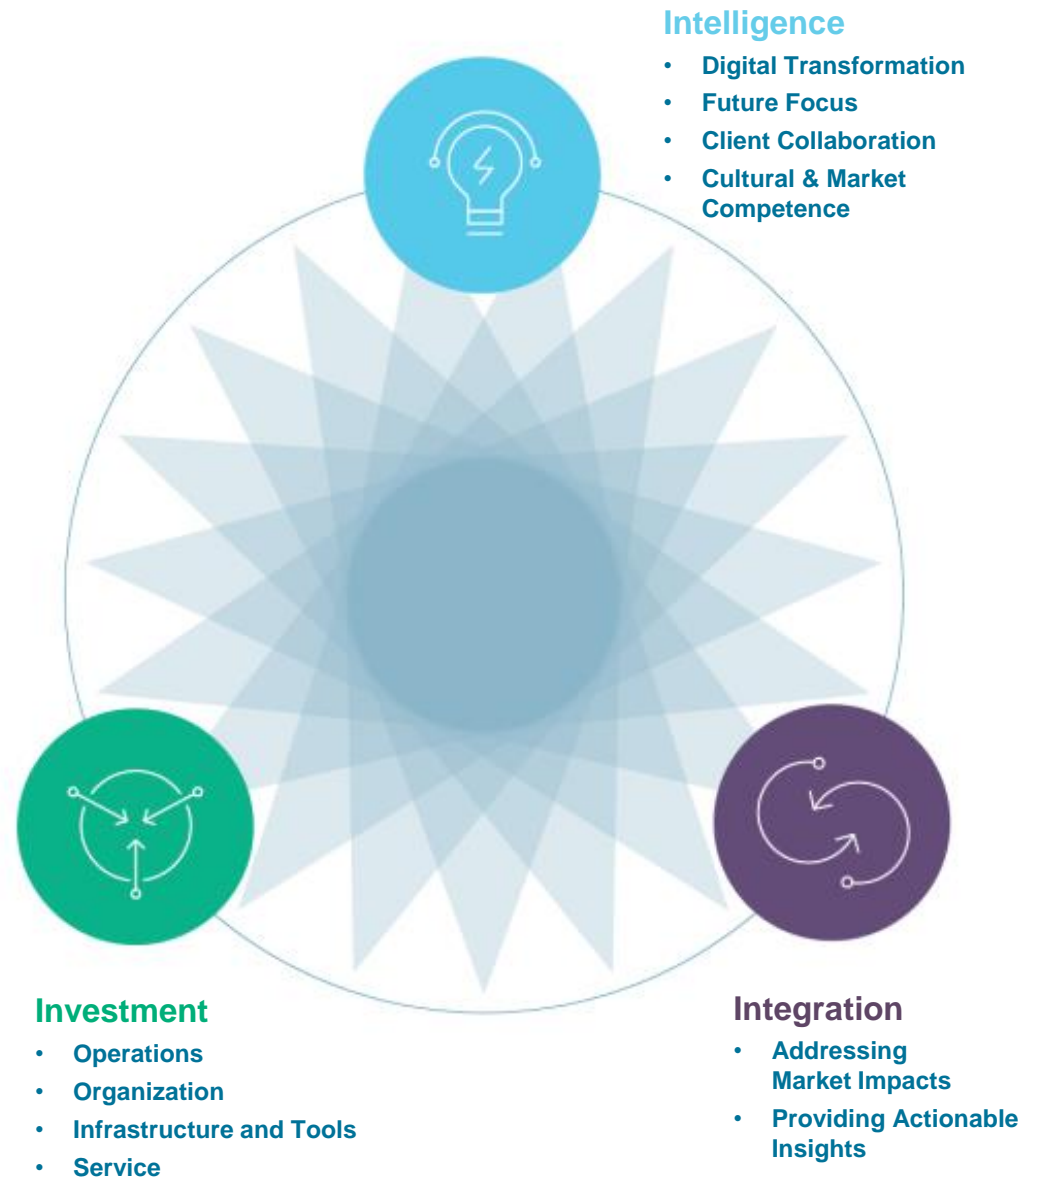 Intelligence
• Digital Transformation
• Future Focus
• Client Collaboration
• Cultural & Market
Competence
Investment
• Operations
• Organization
• Infrastructure and Tools
• Service
Integration
• Addressing
Market Impacts
• Providing Actionable
Insights